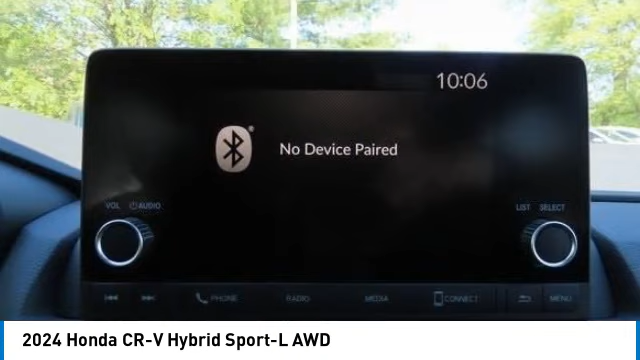 10:06
No Device Paired
VOL AUDIO
LIST SELECT
PHONE RADIO MEDIA CONNECT MENU
2024 Honda CR-V Hybrid Sport-L AWD